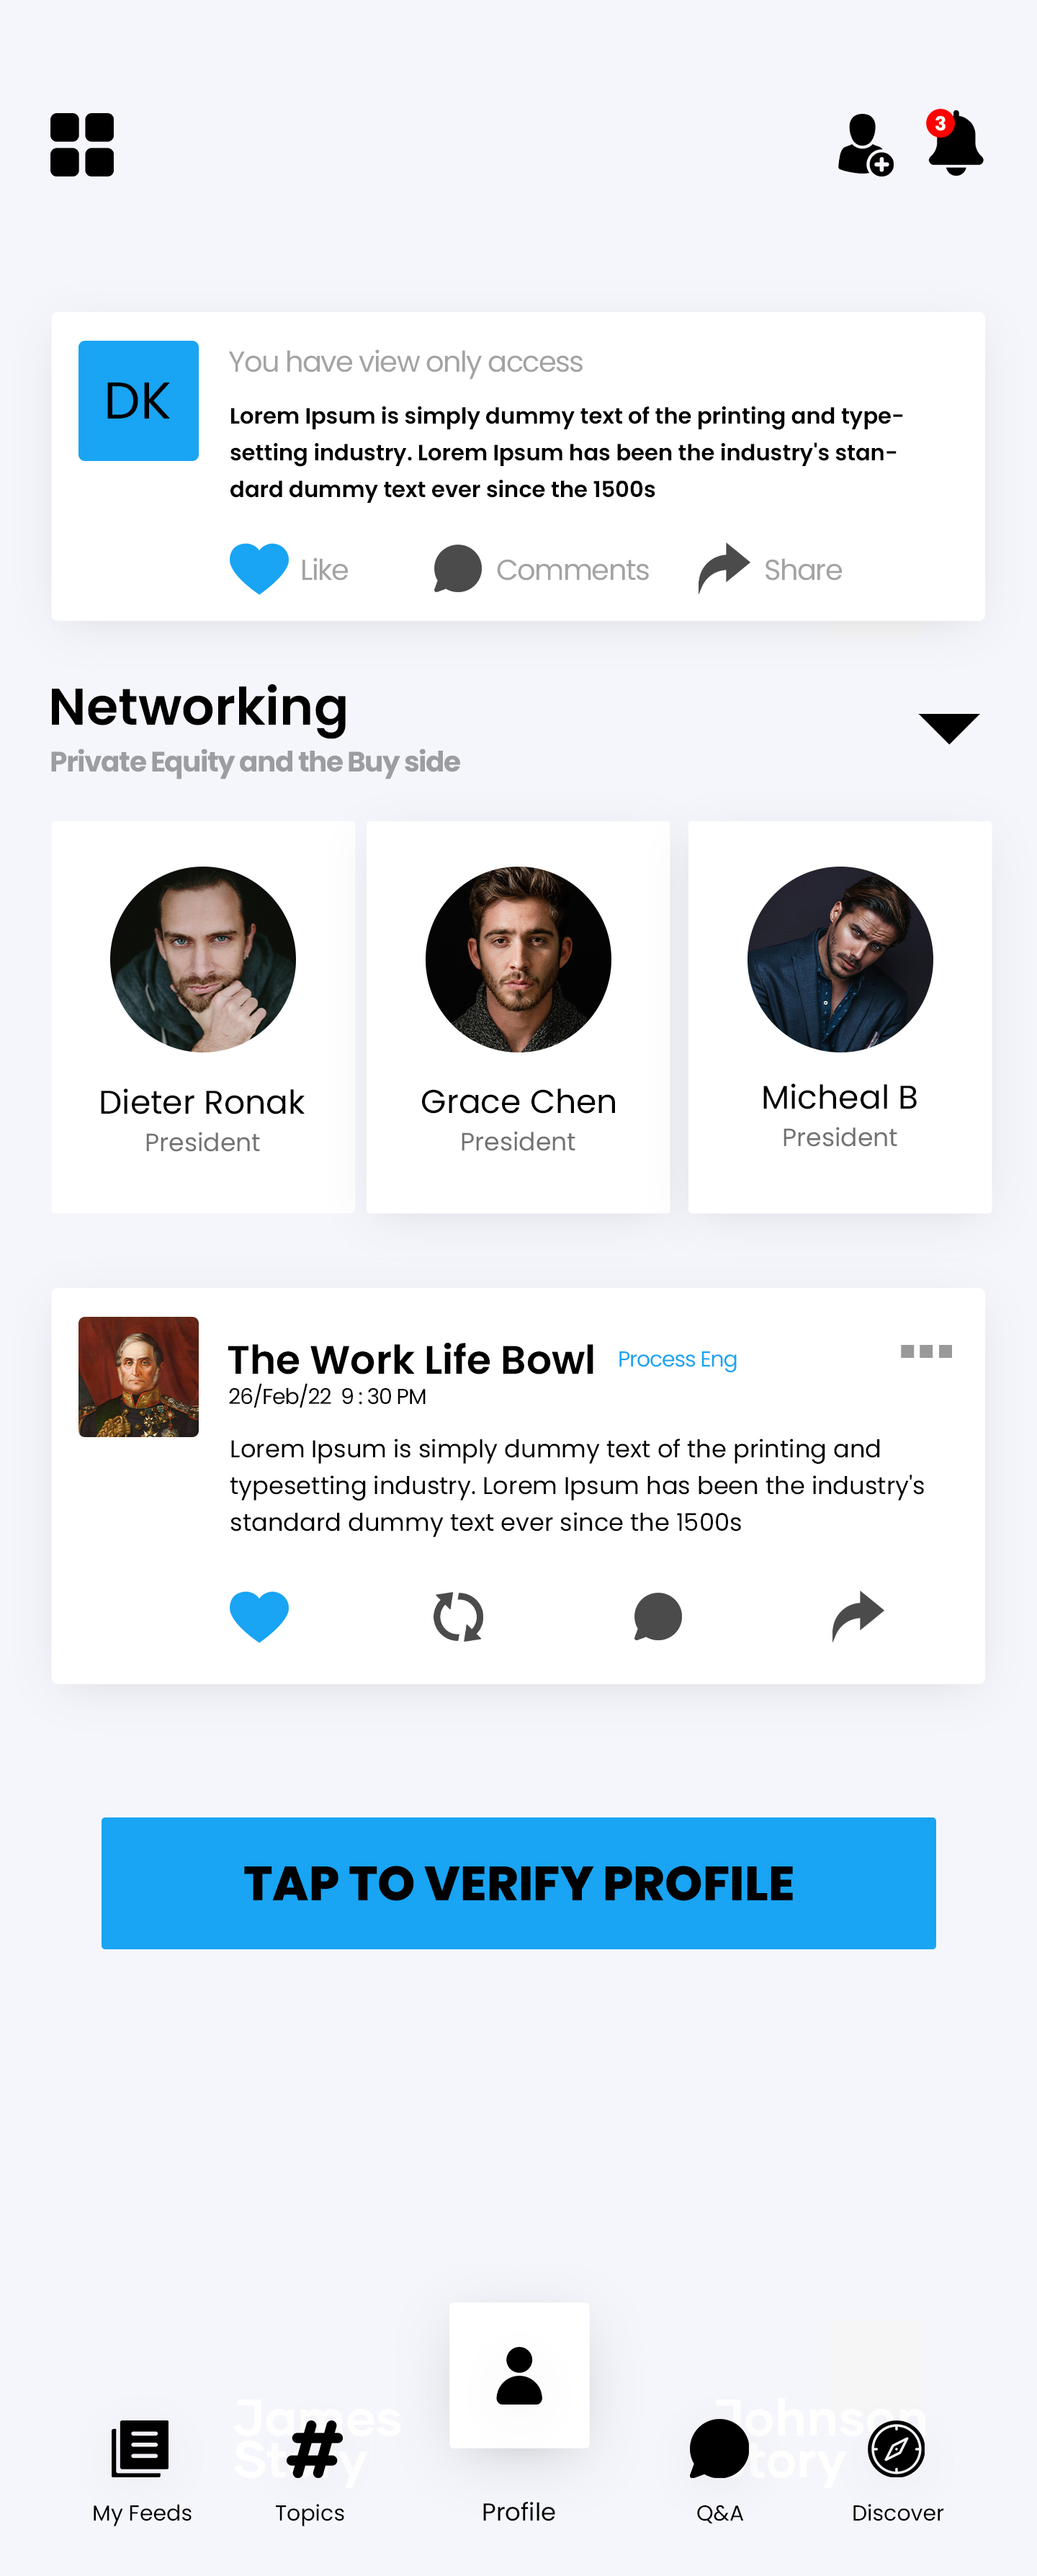 3
DK
You have view only access
Lorem Ipsum is simply dummy text of the printing and type-
setting industry. Lorem Ipsum has been the industry's stan-
dard dummy text ever since the 1500s
Like
Comments
Share
Networking
Private Equity and the Buy side
Dieter Ronak
President
Grace Chen
President
Micheal B
President
The Work Life Bowl
Process Eng
26/Feb/22 9 : 30 PM
Lorem Ipsum is simply dummy text of the printing and
typesetting industry. Lorem Ipsum has been the industry's
standard dummy text ever since the 1500s
TAP TO VERIFY PROFILE
James
Johnson
My Feeds
Topics
Profile
Q&A
Discover